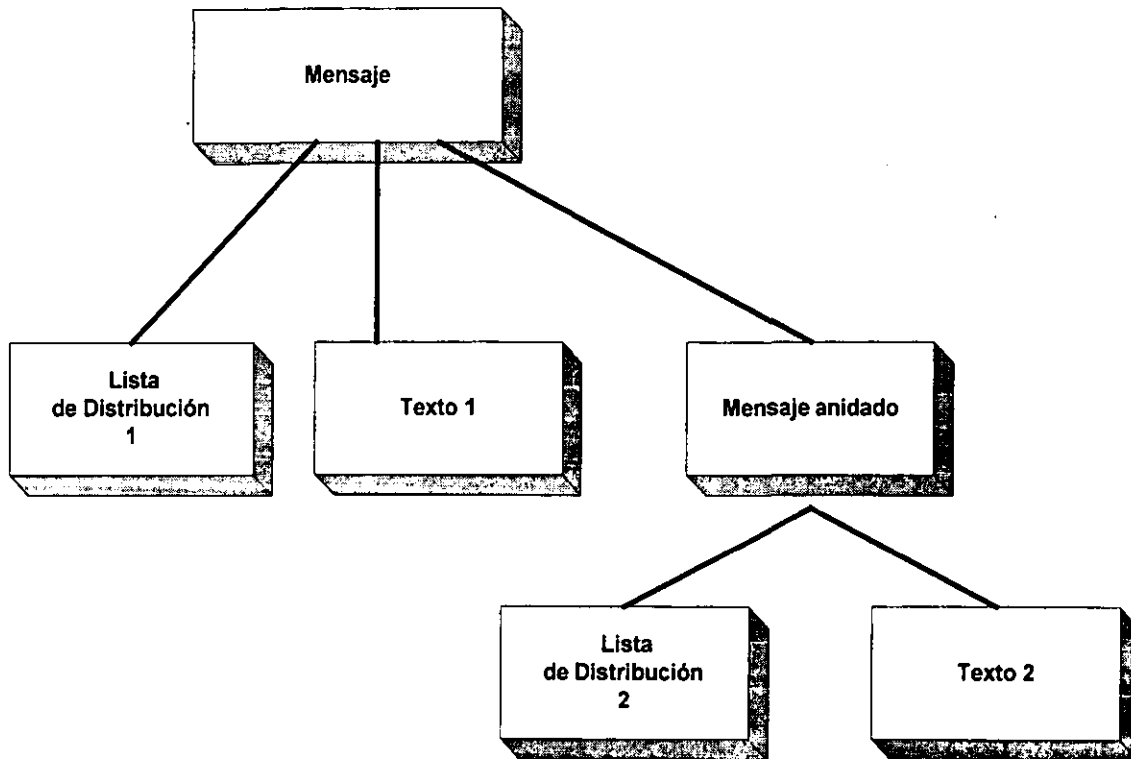 Mensaje
Lista
de Distribución
1
Texto 1
Mensaje anidado
Lista
de Distribución
2
Texto 2